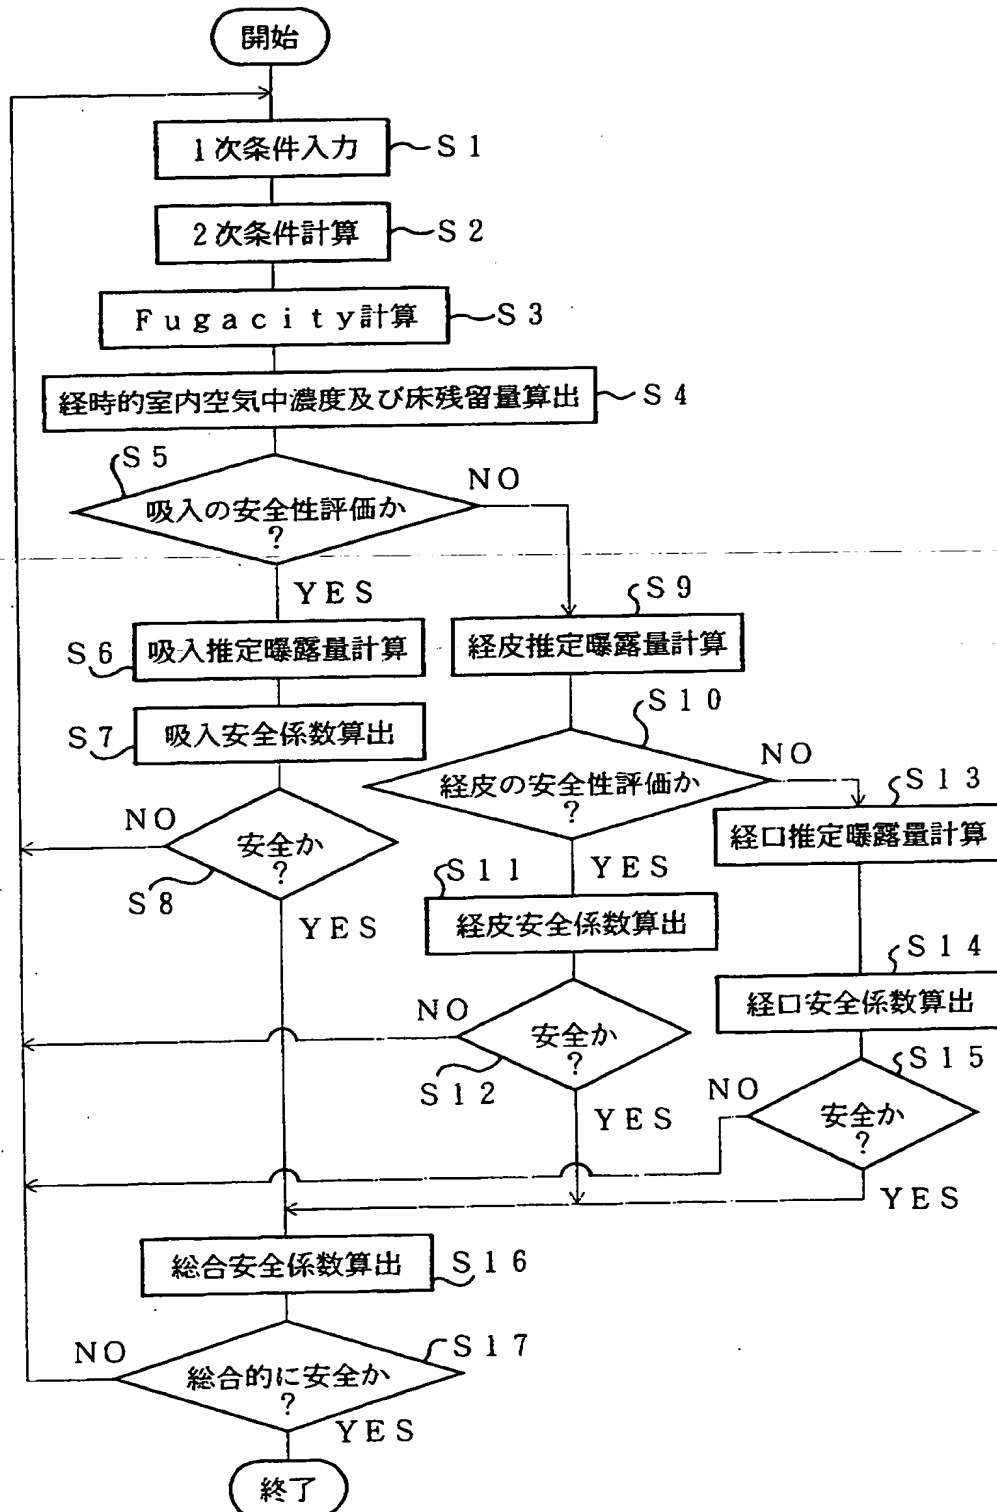 開始
1次条件入力 S1
2次条件計算 S2
Fugacity計算 S3
経時的室内空気中濃度及び床残留量算出 S4
S5
吸入の安全性評価か
?
NO
YES
S9
S6 吸入推定曝露量計算
経皮推定曝露量計算
S10
S7 吸入安全係数算出
経皮の安全性評価か
?
NO
S13
経口推定曝露量計算
NO
安全か
?
S8
YES
YES
S11
経皮安全係数算出
S14
経口安全係数算出
NO
安全か
?
S12
YES
S15
NO
安全か
?
YES
総合安全係数算出 S16
NO
S17
総合的に安全か
?
YES
終了